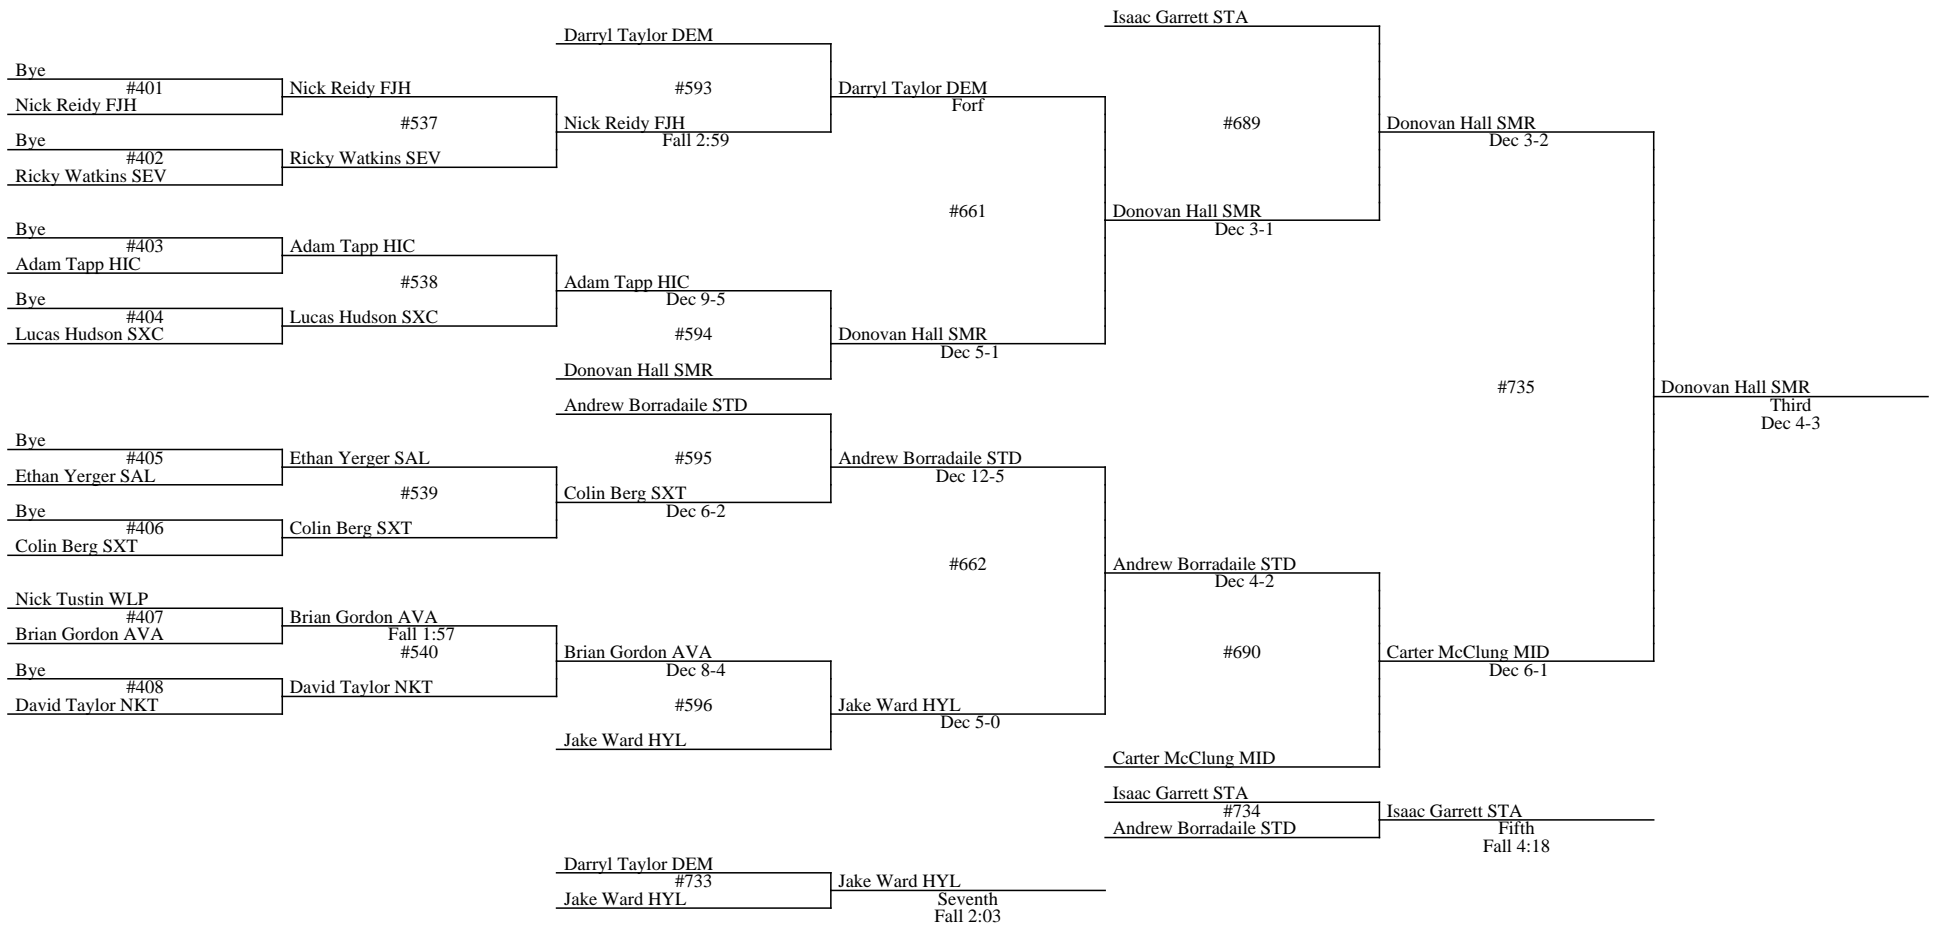 Isaac Garrett STA
Darryl Taylor DEM
Bye
#401
Nick Reidy FJH
#593
Darryl Taylor DEM
Nick Reidy FJH
Forf
#537
Nick Reidy FJH
#689
Donovan Hall SMR
Bye
Fall 2:59
Dec 3-2
#402
Ricky Watkins SEV
Ricky Watkins SEV
#661
Donovan Hall SMR
Bye
Dec 3-1
#403
Adam Tapp HIC
Adam Tapp HIC
#538
Adam Tapp HIC
Bye
Dec 9-5
#404
Lucas Hudson SXC
Lucas Hudson SXC
#594
Donovan Hall SMR
Dec 5-1
Donovan Hall SMR
#735
Donovan Hall SMR
Andrew Borradaile STD
Third
Dec 4-3
Bye
#405
Ethan Yerger SAL
#595
Andrew Borradaile STD
Ethan Yerger SAL
Dec 12-5
#539
Colin Berg SXT
Bye
Dec 6-2
#406
Colin Berg SXT
Colin Berg SXT
#662
Andrew Borradaile STD
Dec 4-2
Nick Tustin WLP
#407
Brian Gordon AVA
Brian Gordon AVA
Fall 1:57
#540
Brian Gordon AVA
#690
Carter McClung MID
Bye
Dec 8-4
Dec 6-1
#408
David Taylor NKT
David Taylor NKT
#596
Jake Ward HYL
Dec 5-0
Jake Ward HYL
Carter McClung MID
Isaac Garrett STA
#734
Isaac Garrett STA
Andrew Borradaile STD
Fifth
Fall 4:18
Darryl Taylor DEM
#733
Jake Ward HYL
Jake Ward HYL
Seventh
Fall 2:03